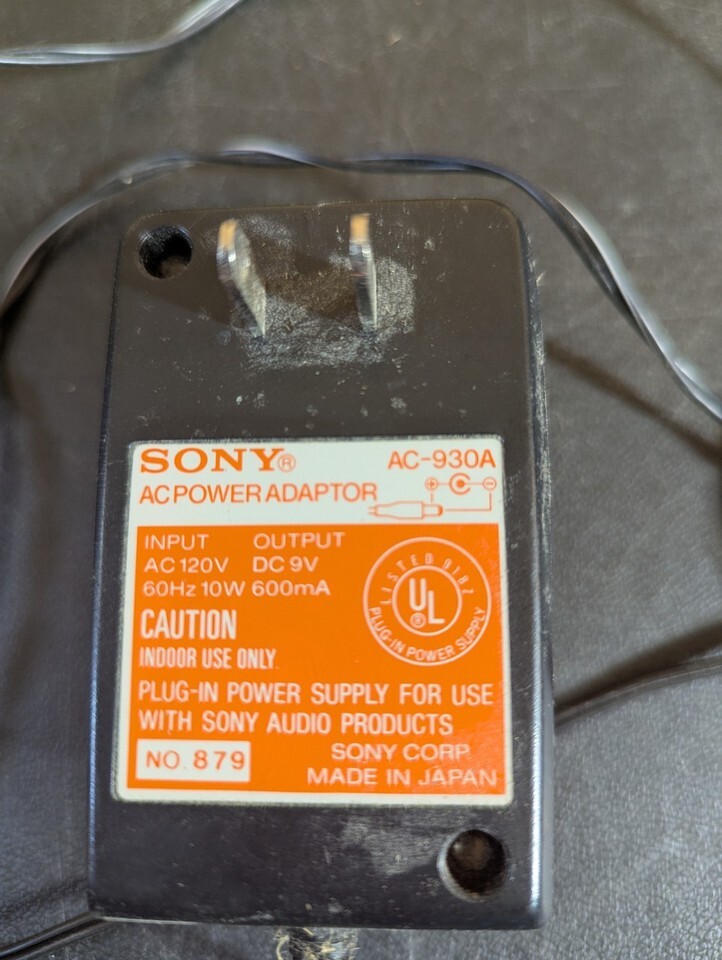 SONY®
AC-930A
AC POWER ADAPTOR
INPUT OUTPUT
AC 120V DC 9V
60Hz 10W 600mA
LISTED
UL®
PLUG-IN POWER SUPPLY
CAUTION
INDOOR USE ONLY
PLUG-IN POWER SUPPLY FOR USE
WITH SONY AUDIO PRODUCTS
NO. 879
SONY CORP.
MADE IN JAPAN